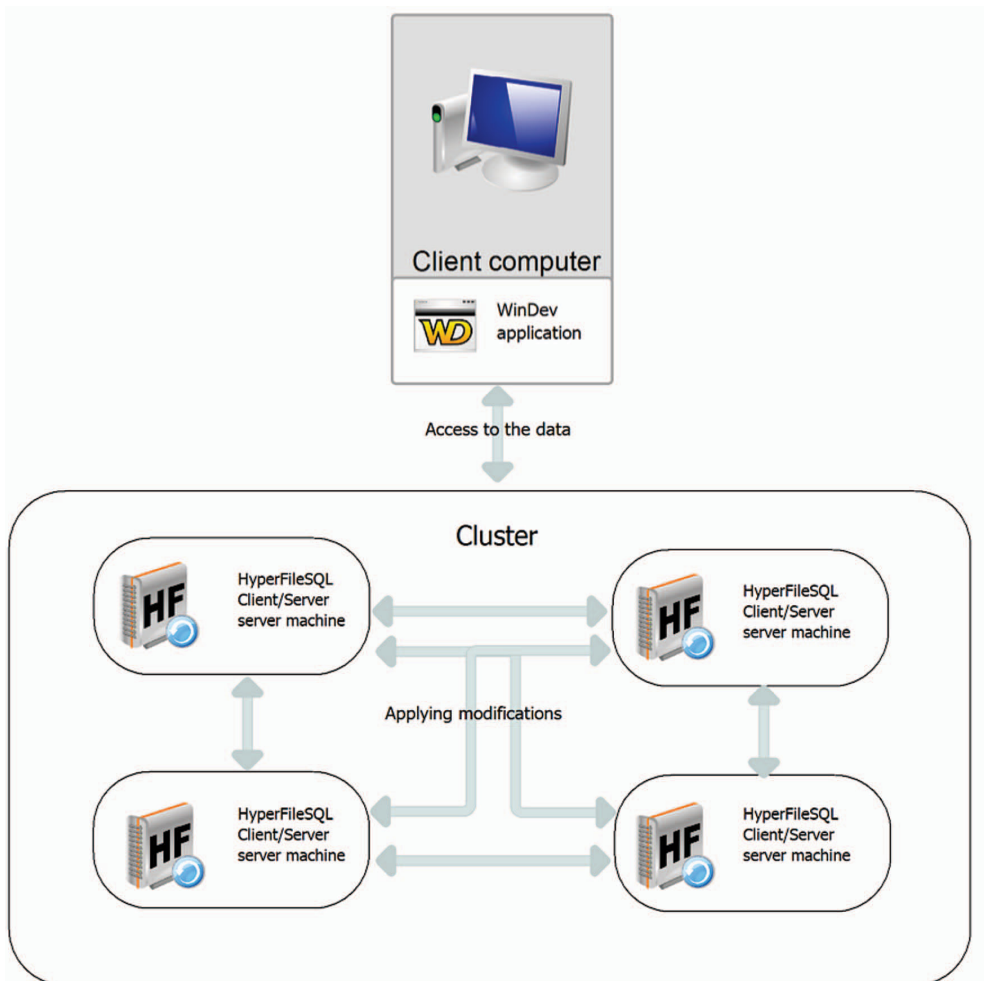 Client computer
WD
WinDev
application
Access to the data
Cluster
HF
HyperFileSQL
Client/Server
server machine
HF
HyperFileSQL
Client/Server
server machine
Applying modifications
HF
HyperFileSQL
Client/Server
server machine
HF
HyperFileSQL
Client/Server
server machine